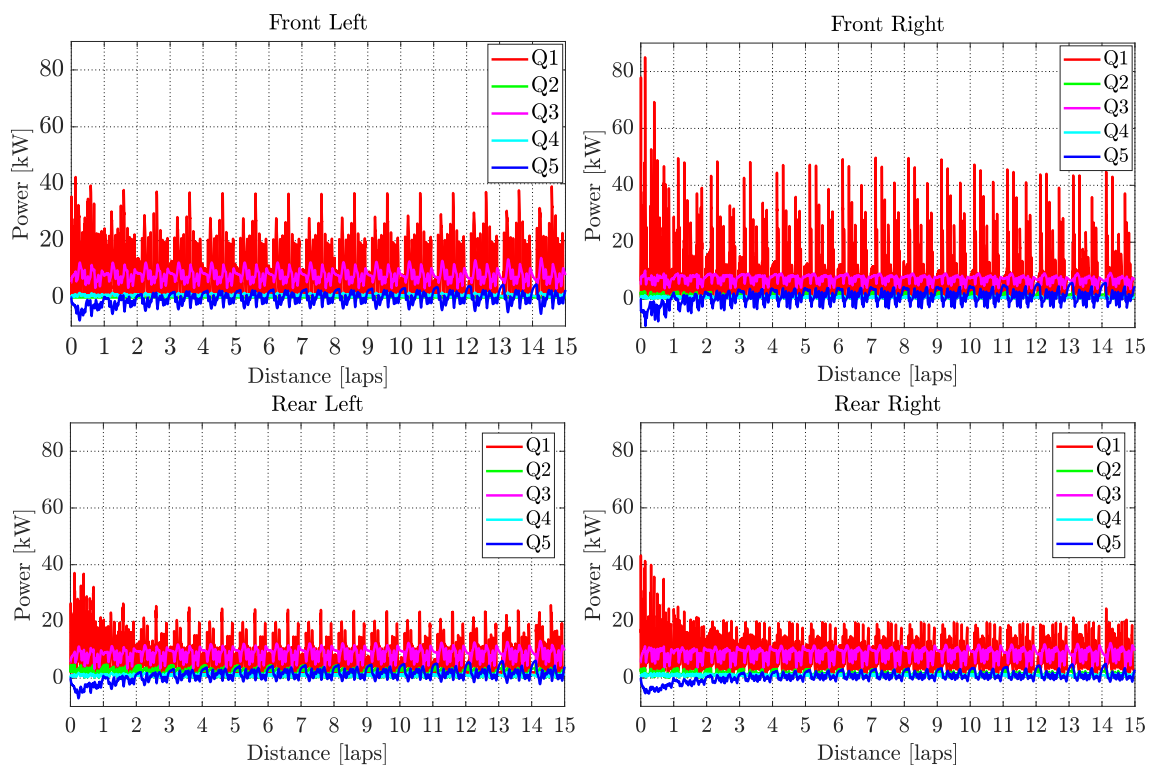 Front Left
Power [kW]
80
60
40
20
0
Q1
Q2
Q3
Q4
Q5
0 1 2 3 4 5 6 7 8 9 10 11 12 13 14 15
Distance [laps]
Front Right
Power [kW]
80
60
40
20
0
Q1
Q2
Q3
Q4
Q5
0 1 2 3 4 5 6 7 8 9 10 11 12 13 14 15
Distance [laps]
Rear Left
Power [kW]
80
60
40
20
0
Q1
Q2
Q3
Q4
Q5
0 1 2 3 4 5 6 7 8 9 10 11 12 13 14 15
Distance [laps]
Rear Right
Power [kW]
80
60
40
20
0
Q1
Q2
Q3
Q4
Q5
0 1 2 3 4 5 6 7 8 9 10 11 12 13 14 15
Distance [laps]